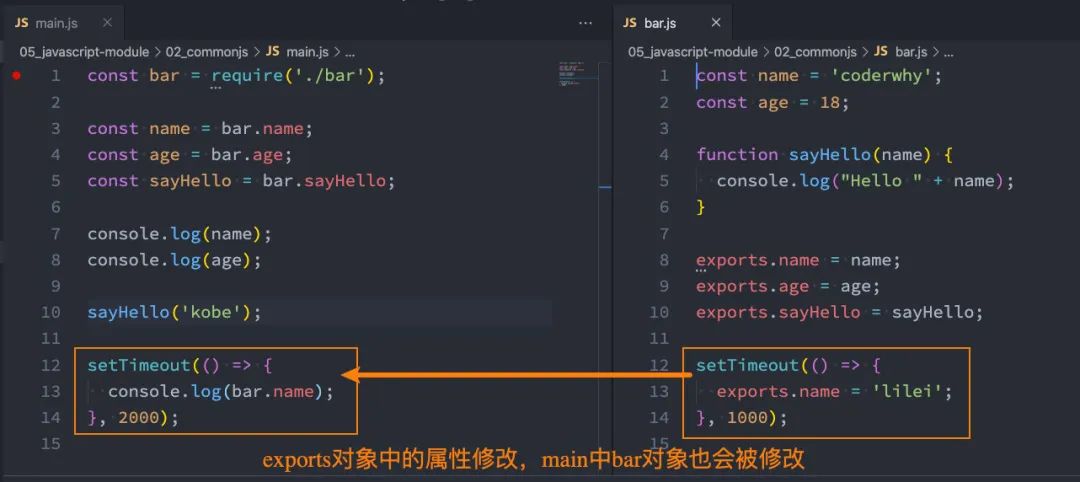 JS main.js
05_javascript-module > 02_commonjs > JS main.js > ...
1 const bar = require('./bar');
2
3 const name = bar.name;
4 const age = bar.age;
5 const sayHello = bar.sayHello;
6
7 console.log(name);
8 console.log(age);
9
10 sayHello('kobe');
11
12 setTimeout(() => {
13 console.log(bar.name);
14 }, 2000);
15
JS bar.js
05_javascript-module > 02_commonjs > JS bar.js > ...
1 const name = 'coderwhy';
2 const age = 18;
3
4 function sayHello(name) {
5 console.log("Hello " + name);
6 }
7
8 exports.name = name;
9 exports.age = age;
10 exports.sayHello = sayHello;
11
12 setTimeout(() => {
13 exports.name = 'lilei';
14 }, 1000);
15
exports对象中的属性修改，main中bar对象也会被修改